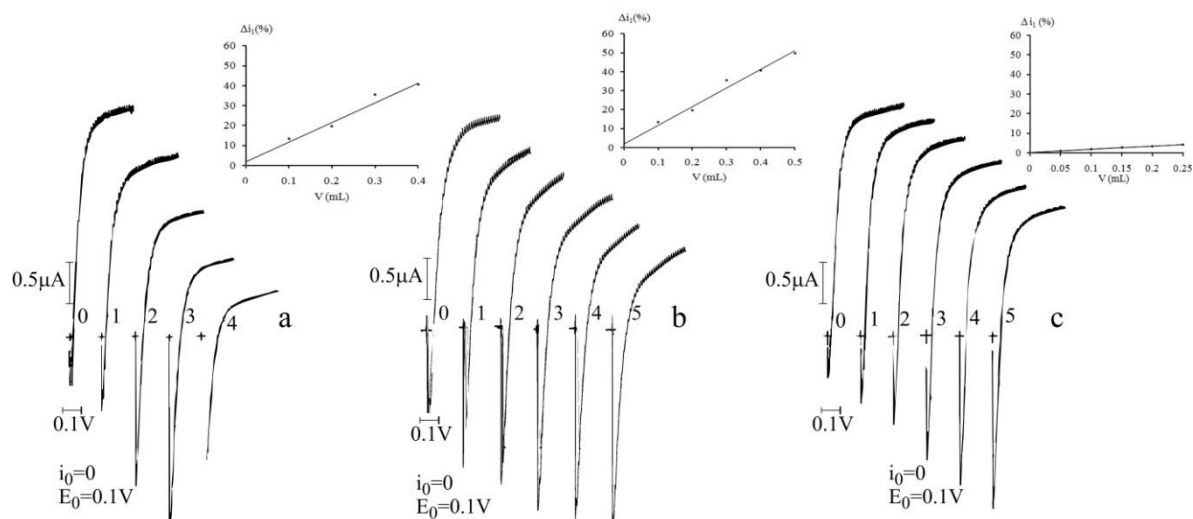 Δi₁(%)
60
50
40
30
20
10
0
0 0.1 0.2 0.3 0.4
V (mL)
0.5µA
0 1 2 3 4
a
0.1V
i₀=0
E₀=0.1V
Δi₁(%)
60
50
40
30
20
10
0
0 0.1 0.2 0.3 0.4 0.5
V (mL)
0.5µA
0 1 2 3 4 5
b
0.1V
i₀=0
E₀=0.1V
Δi₁(%)
60
50
40
30
20
10
0
0 0.05 0.1 0.15 0.2 0.25
V (mL)
0.5µA
0 1 2 3 4 5
c
0.1V
i₀=0
E₀=0.1V